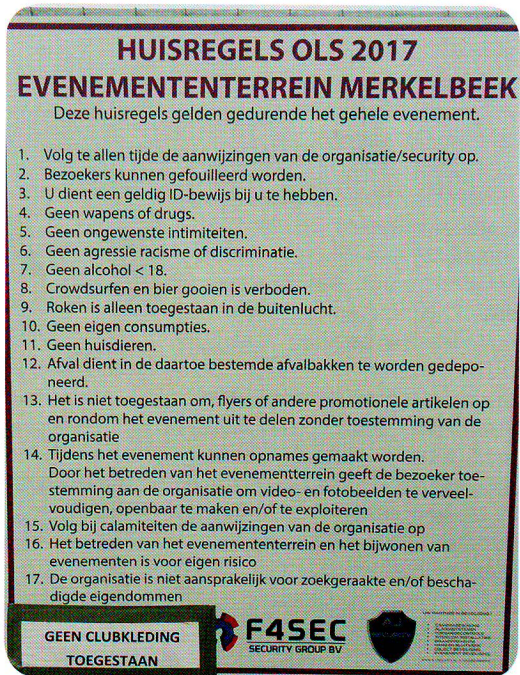 HUISREGELS OLS 2017
EVENEMENTENTERREIN MERKELBEEK
Deze huisregels gelden gedurende het gehele evenement.
1. Volg te allen tijde de aanwijzingen van de organisatie/security op.
2. Bezoekers kunnen gefouilleerd worden.
3. U dient een geldig ID-bewijs bij u te hebben.
4. Geen wapens of drugs.
5. Geen ongewenste intimiteiten.
6. Geen agressie racisme of discriminatie.
7. Geen alcohol < 18.
8. Crowdsurfen en bier gooien is verboden.
9. Roken is alleen toegestaan in de buitenlucht.
10. Geen eigen consumpties.
11. Geen huisdieren.
12. Afval dient in de daartoe bestemde afvalbakken te worden gedepo-
neerd.
13. Het is niet toegestaan om, flyers of andere promotionele artikelen op
en rondom het evenement uit te delen zonder toestemming van de
organisatie
14. Tijdens het evenement kunnen opnames gemaakt worden.
Door het betreden van het evenementterrein geeft de bezoeker toe-
stemming aan de organisatie om video- en fotobeelden te verveel-
voudigen, openbaar te maken en/of te exploiteren
15. Volg bij calamiteiten de aanwijzingen van de organisatie op
16. Het betreden van het evenemententerrein en het bijwonen van
evenementen is voor eigen risico
17. De organisatie is niet aansprakelijk voor zoekgeraakte en/of bescha-
digde eigendommen
GEEN CLUBKLEDING
TOEGESTAAN
F4SEC
SECURITY GROUP BV